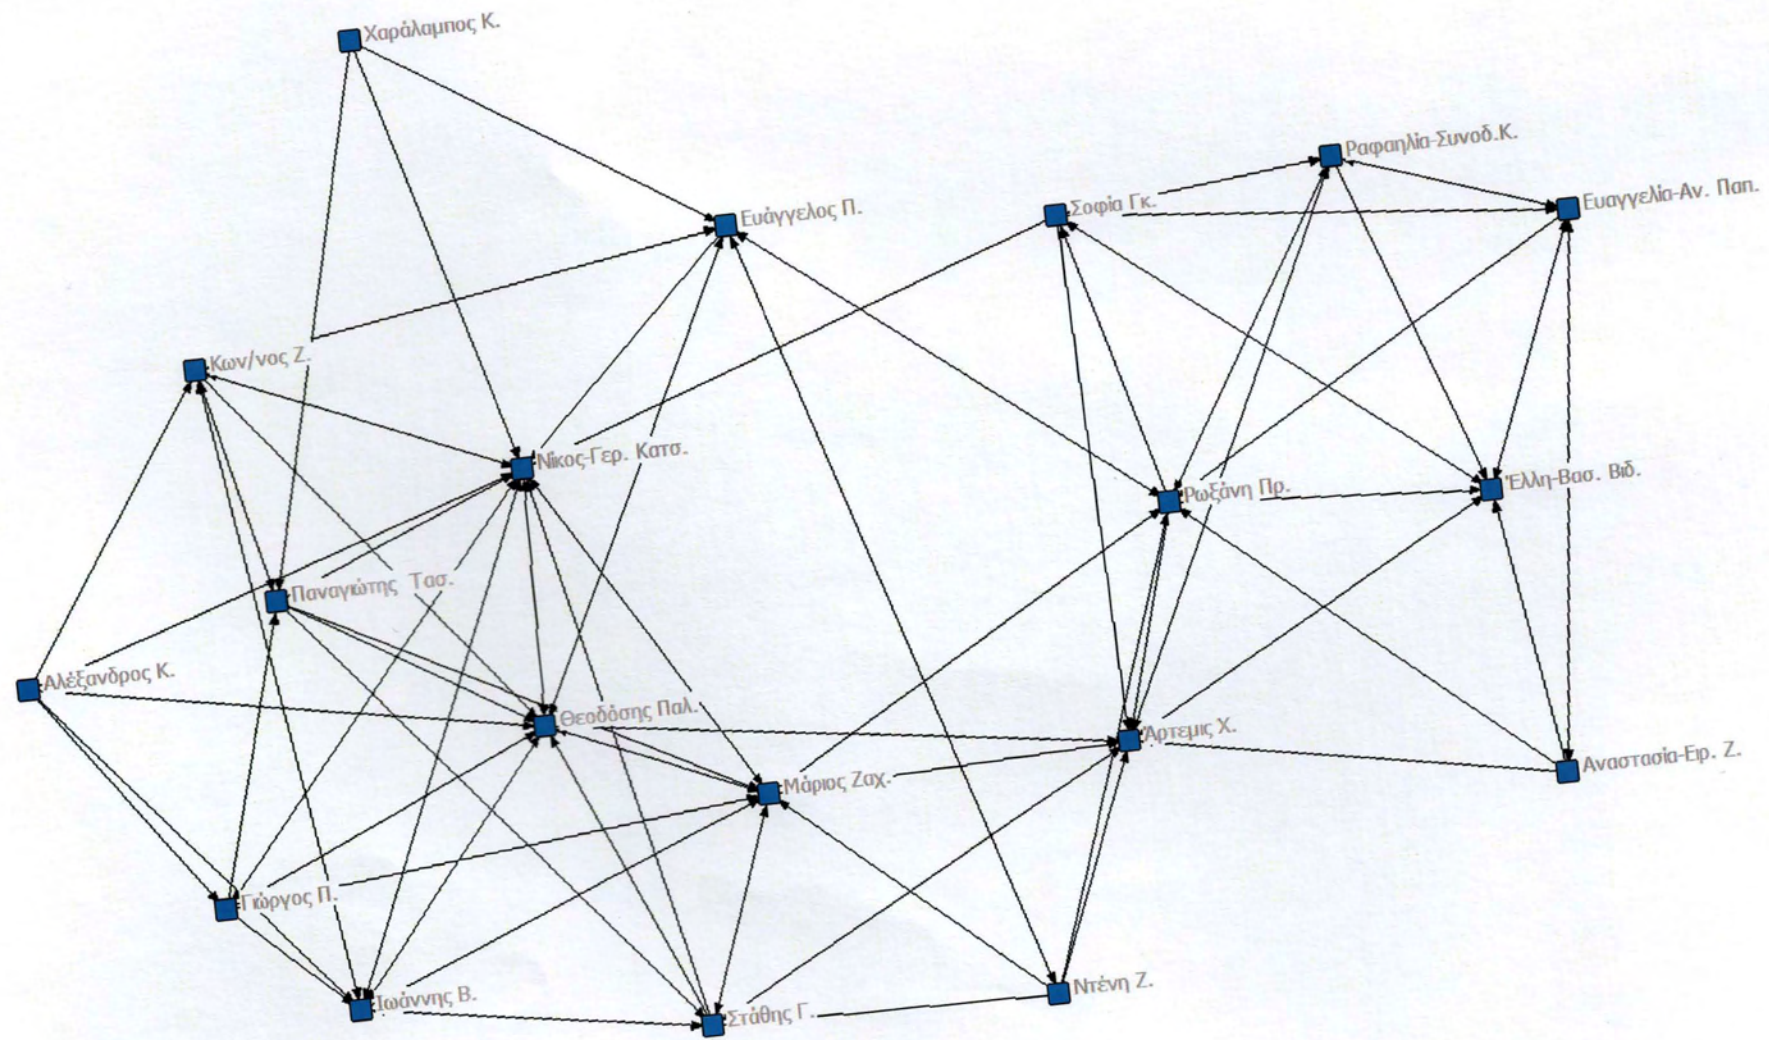 Χαράλαμπος Κ.
Ραφαηλία-Συνοδ.Κ.
Ευάγγελος Π.
Σοφία Γκ.
Ευαγγελία-Αν. Παπ.
Κων/νος Ζ.
Νίκος-Γερ. Κατσ.
Ρωξάνη Πρ.
Έλλη-Βασ. Βιδ.
Παναγιώτης Τασ.
Αλέξανδρος Κ.
Θεοδόσης Παλ.
Άρτεμις Χ.
Μάριος Ζαχ.
Αναστασία-Ειρ. Ζ.
Γιώργος Π.
Ιωάννης Β.
Στάθης Γ.
Ντένη Ζ.